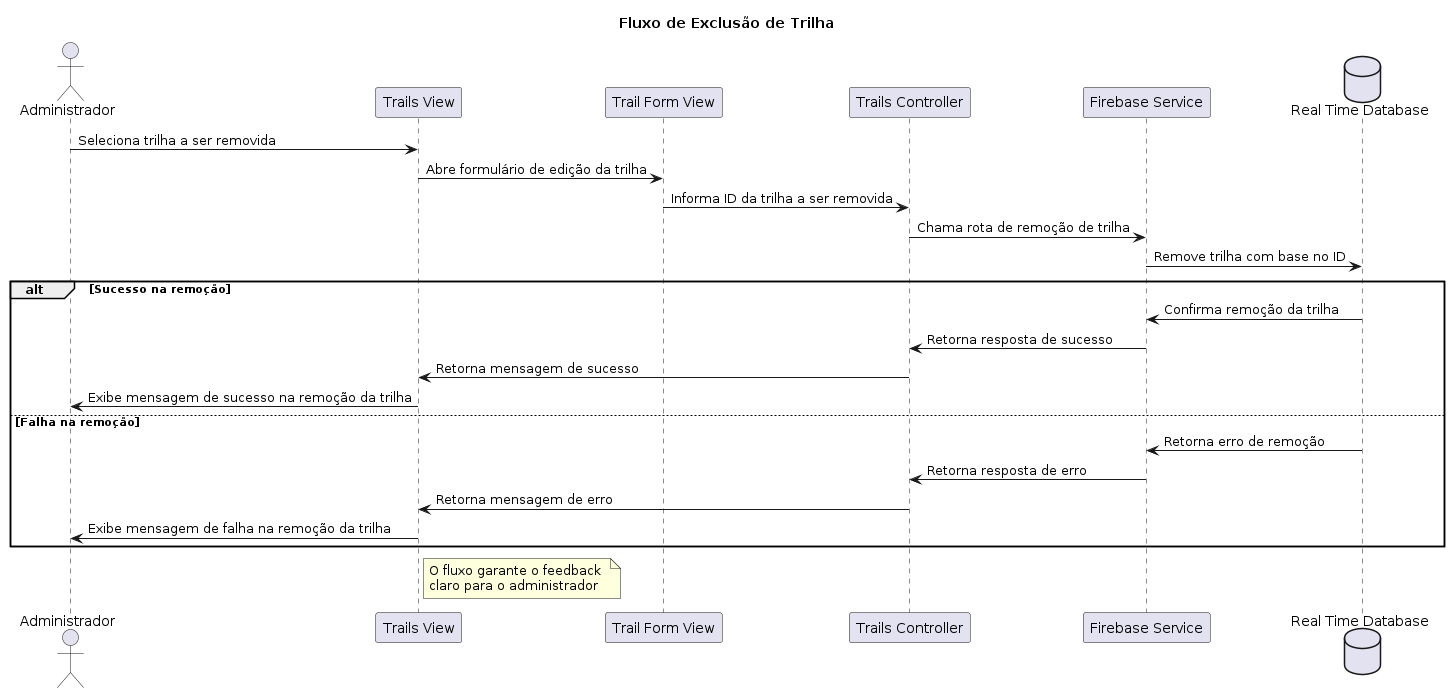 Fluxo de Exclusão de Trilha
Administrador
Trails View
Trail Form View
Trails Controller
Firebase Service
Real Time Database
Seleciona trilha a ser removida
Abre formulário de edição da trilha
Informa ID da trilha a ser removida
Chama rota de remoção de trilha
Remove trilha com base no ID
alt
[Sucesso na remoção]
Confirma remoção da trilha
Retorna resposta de sucesso
Retorna mensagem de sucesso
Exibe mensagem de sucesso na remoção da trilha
[Falha na remoção]
Retorna erro de remoção
Retorna resposta de erro
Retorna mensagem de erro
Exibe mensagem de falha na remoção da trilha
O fluxo garante o feedback
claro para o administrador
Administrador
Trails View
Trail Form View
Trails Controller
Firebase Service
Real Time Database